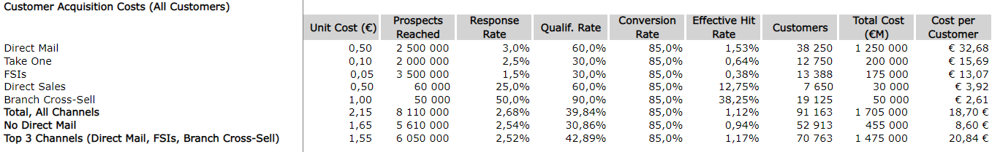 Customer Acquisition Costs (All Customers)
Unit Cost (€) Prospects Reached Response Rate Qualif. Rate Conversion Rate Effective Hit Rate Customers Total Cost (€M) Cost per Customer
Direct Mail 0,50 2 500 000 3,0% 60,0% 85,0% 1,53% 38 250 1 250 000 € 32,68
Take One 0,10 2 000 000 2,5% 30,0% 85,0% 0,64% 12 750 200 000 € 15,69
FSIs 0,05 3 500 000 1,5% 30,0% 85,0% 0,38% 13 388 175 000 € 13,07
Direct Sales 0,50 60 000 25,0% 60,0% 85,0% 12,75% 7 650 30 000 € 3,92
Branch Cross-Sell 1,00 50 000 50,0% 90,0% 85,0% 38,25% 19 125 50 000 € 2,61
Total, All Channels 2,15 8 110 000 2,68% 39,84% 85,0% 1,12% 91 163 1 705 000 18,70 €
No Direct Mail 1,65 5 610 000 2,54% 30,86% 85,0% 0,94% 52 913 455 000 8,60 €
Top 3 Channels (Direct Mail, FSIs, Branch Cross-Sell) 1,55 6 050 000 2,52% 42,89% 85,0% 1,17% 70 763 1 475 000 20,84 €